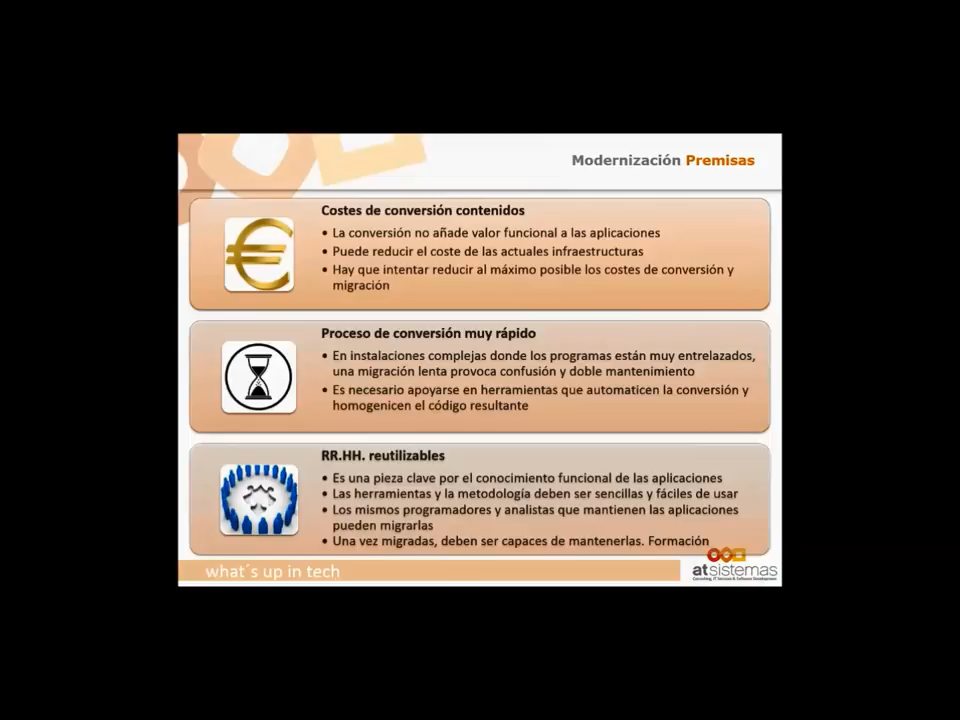 Modernización Premisas
Costes de conversión contenidos
• La conversión no añade valor funcional a las aplicaciones
• Puede reducir el coste de las actuales infraestructuras
• Hay que intentar reducir al máximo posible los costes de conversión y
migración
Proceso de conversión muy rápido
• En instalaciones complejas donde los programas están muy entrelazados,
una migración lenta provoca confusión y doble mantenimiento
• Es necesario apoyarse en herramientas que automaticen la conversión y
homogenicen el código resultante
RR.HH. reutilizables
• Es una pieza clave por el conocimiento funcional de las aplicaciones
• Las herramientas y la metodología deben ser sencillas y fáciles de usar
• Los mismos programadores y analistas que mantienen las aplicaciones
pueden migrarlas
• Una vez migradas, deben ser capaces de mantenerlas. Formación
what´s up in tech
atsistemas
Consulting, IT Services & Software Development